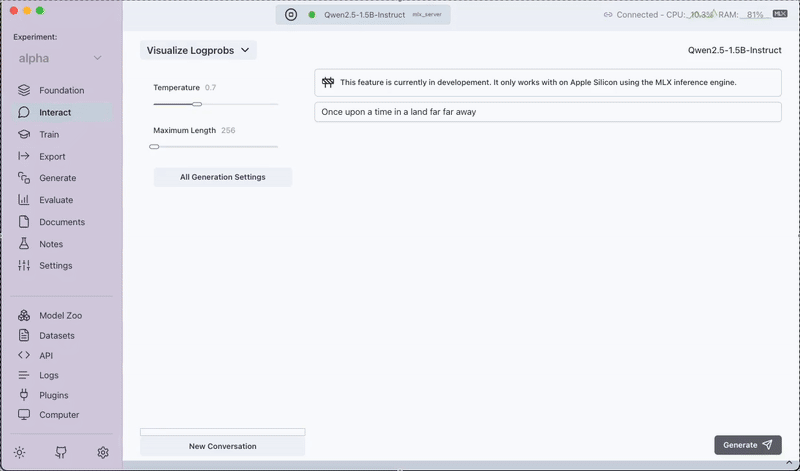 Qwen2.5-1.5B-Instruct mlx_server
Connected - CPU: 10.3% RAM: 81% MLX
Experiment:
alpha
Foundation
Interact
Train
Export
Generate
Evaluate
Documents
Notes
Settings
Model Zoo
Datasets
API
Logs
Plugins
Computer
Visualize Logprobs
Qwen2.5-1.5B-Instruct
Temperature 0.7
Maximum Length 256
All Generation Settings
This feature is currently in developement. It only works with on Apple Silicon using the MLX inference engine.
Once upon a time in a land far far away
New Conversation
Generate